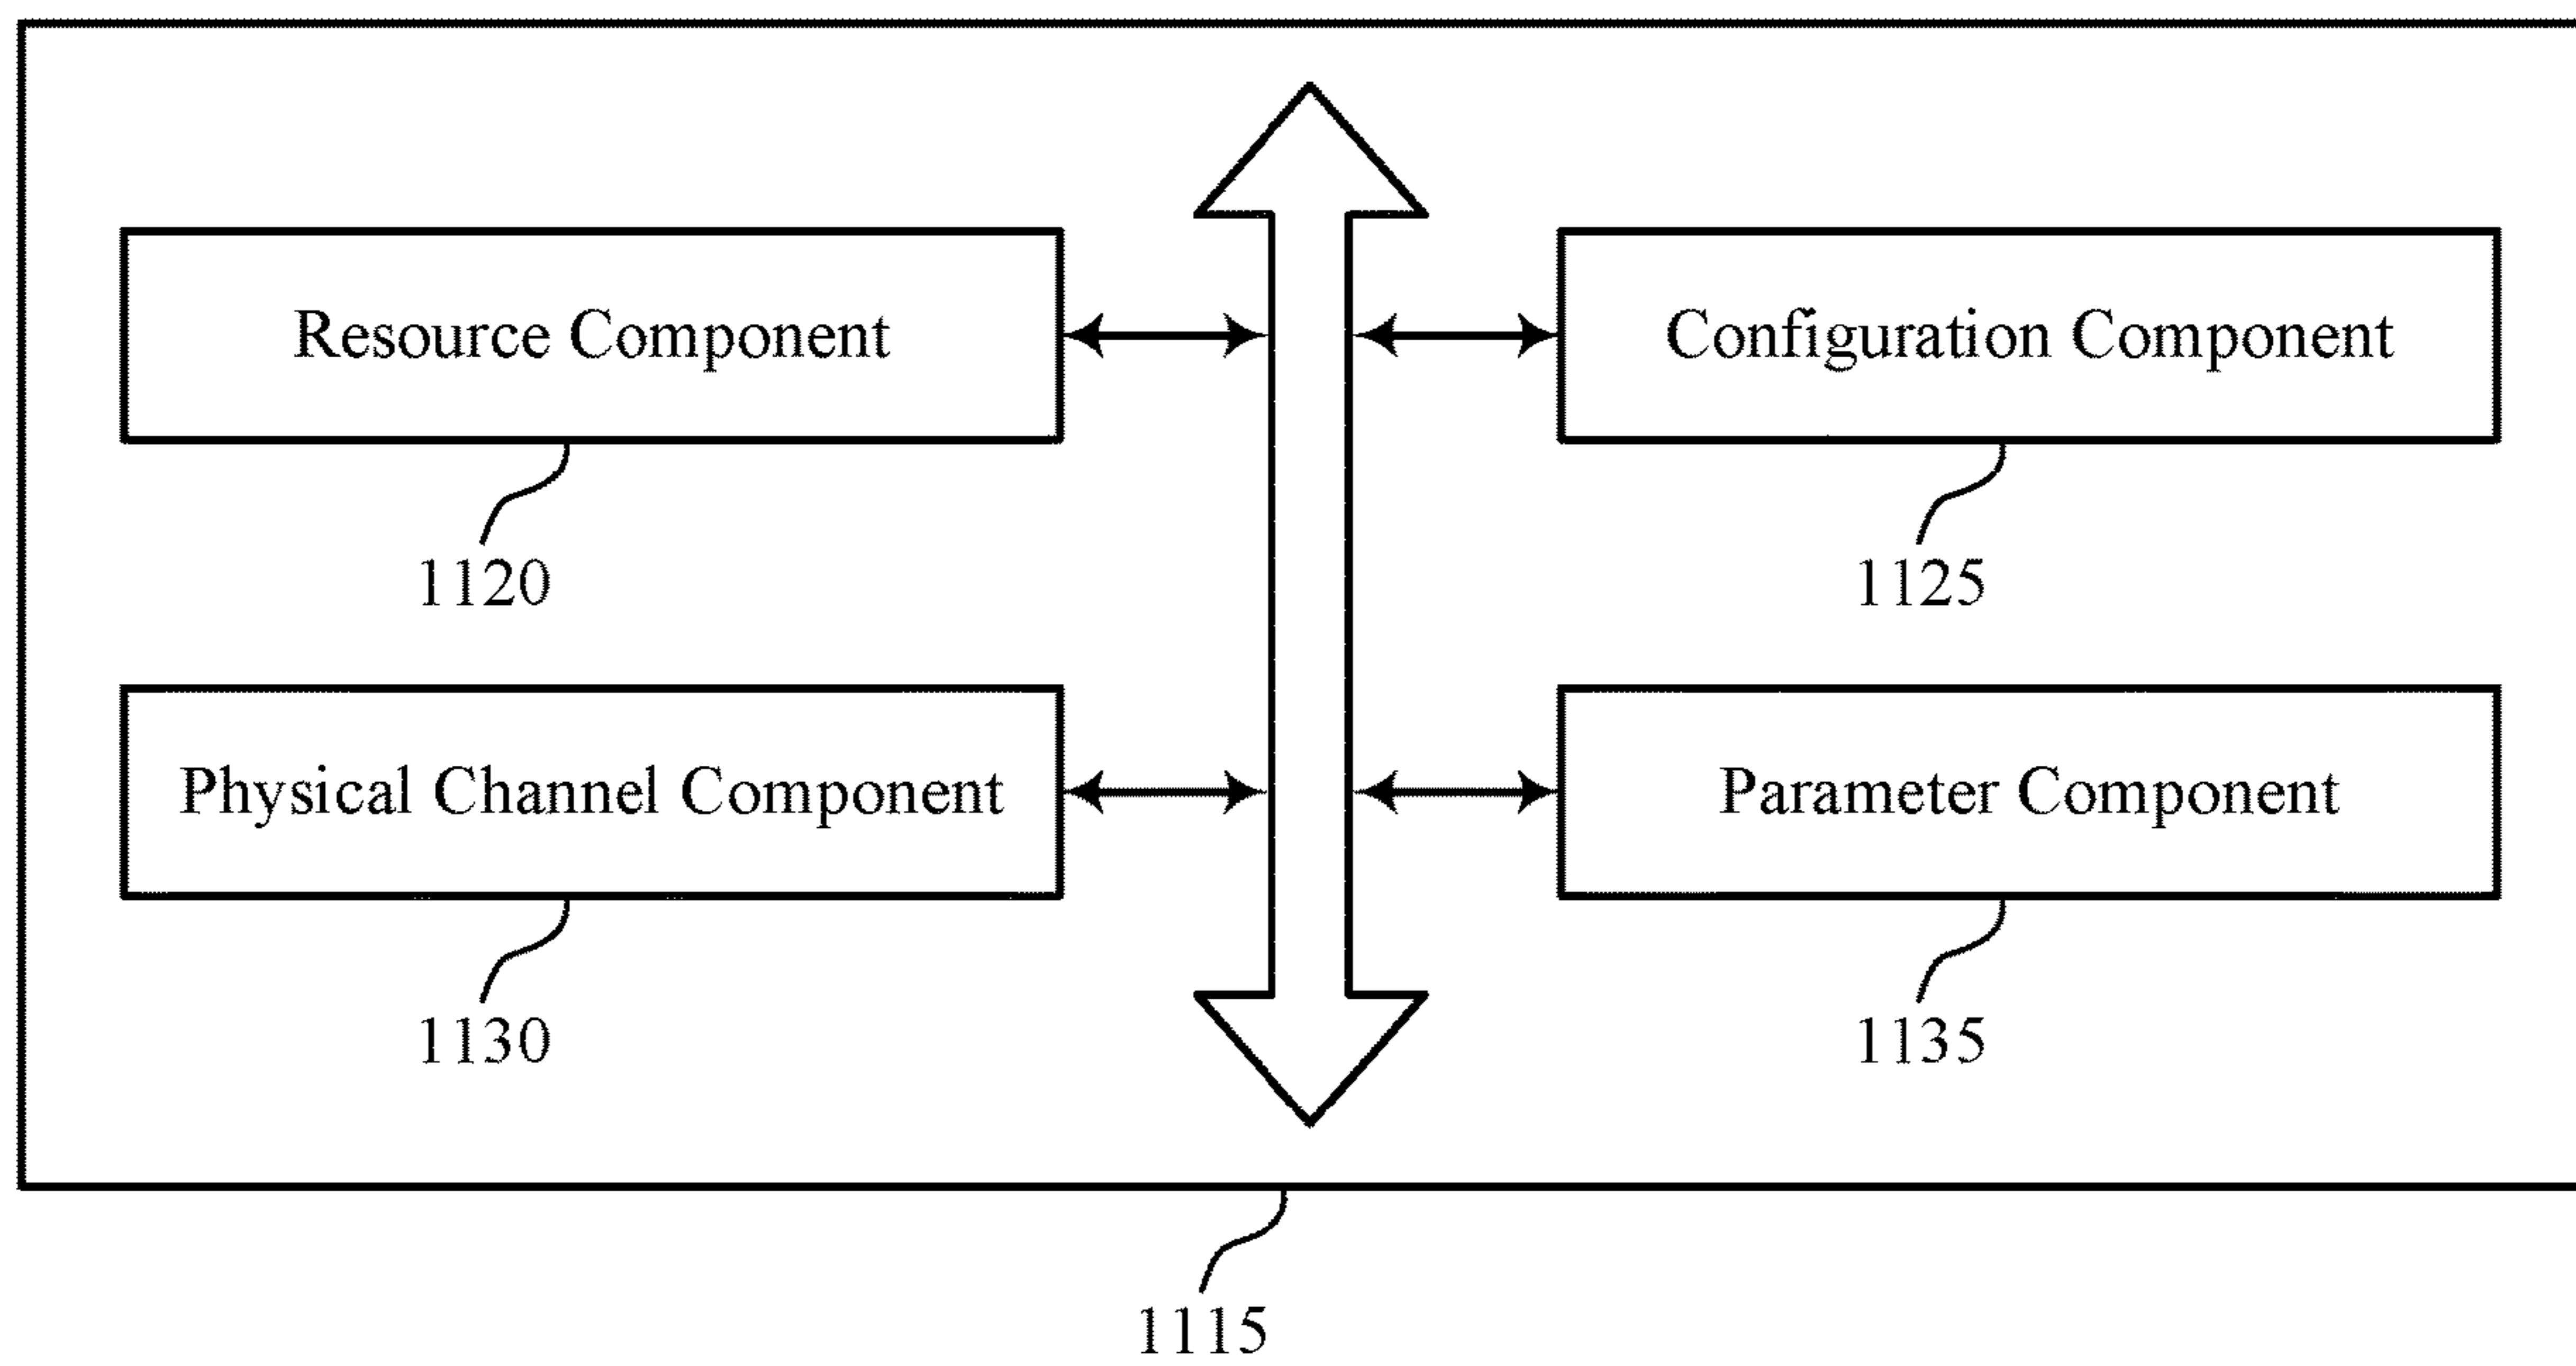 Resource Component
Configuration Component
1120
1125
Physical Channel Component
Parameter Component
1130
1135
1115